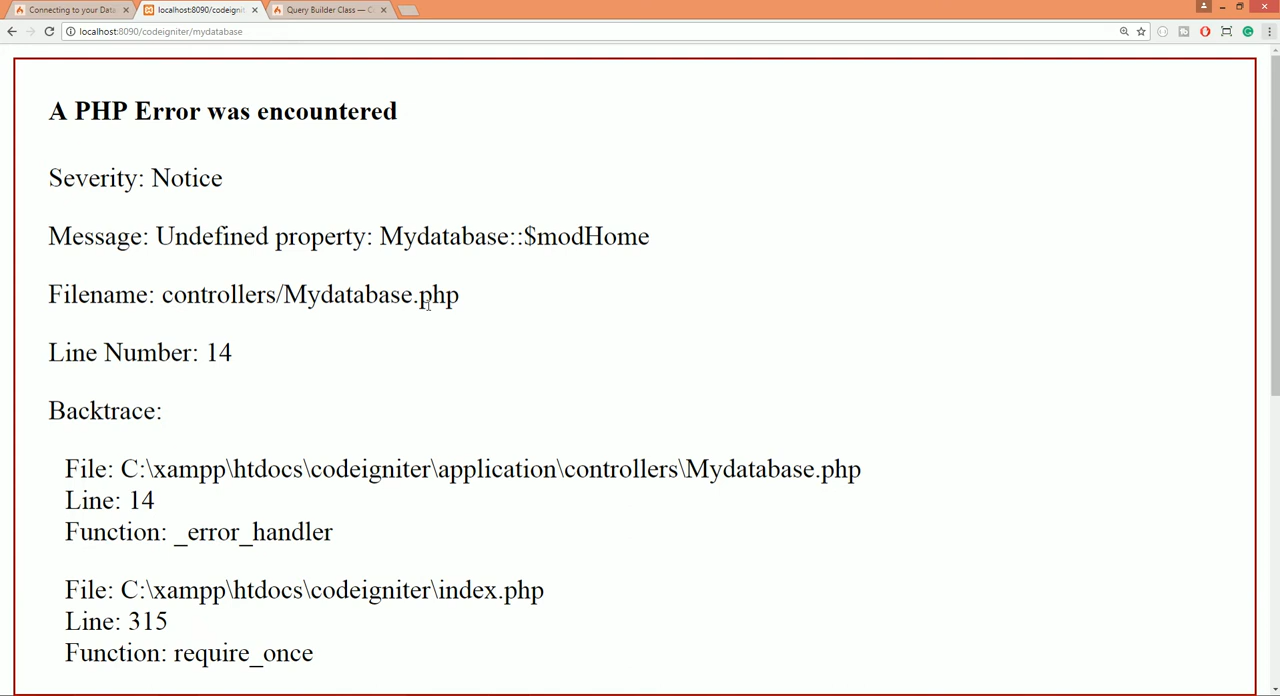 Connecting to your Data
localhost:8090/codeignit
Query Builder Class — C
localhost:8090/codeigniter/mydatabase
A PHP Error was encountered
Severity: Notice
Message: Undefined property: Mydatabase::$modHome
Filename: controllers/Mydatabase.php
Line Number: 14
Backtrace:
File: C:\xampp\htdocs\codeigniter\application\controllers\Mydatabase.php
Line: 14
Function: _error_handler
File: C:\xampp\htdocs\codeigniter\index.php
Line: 315
Function: require_once